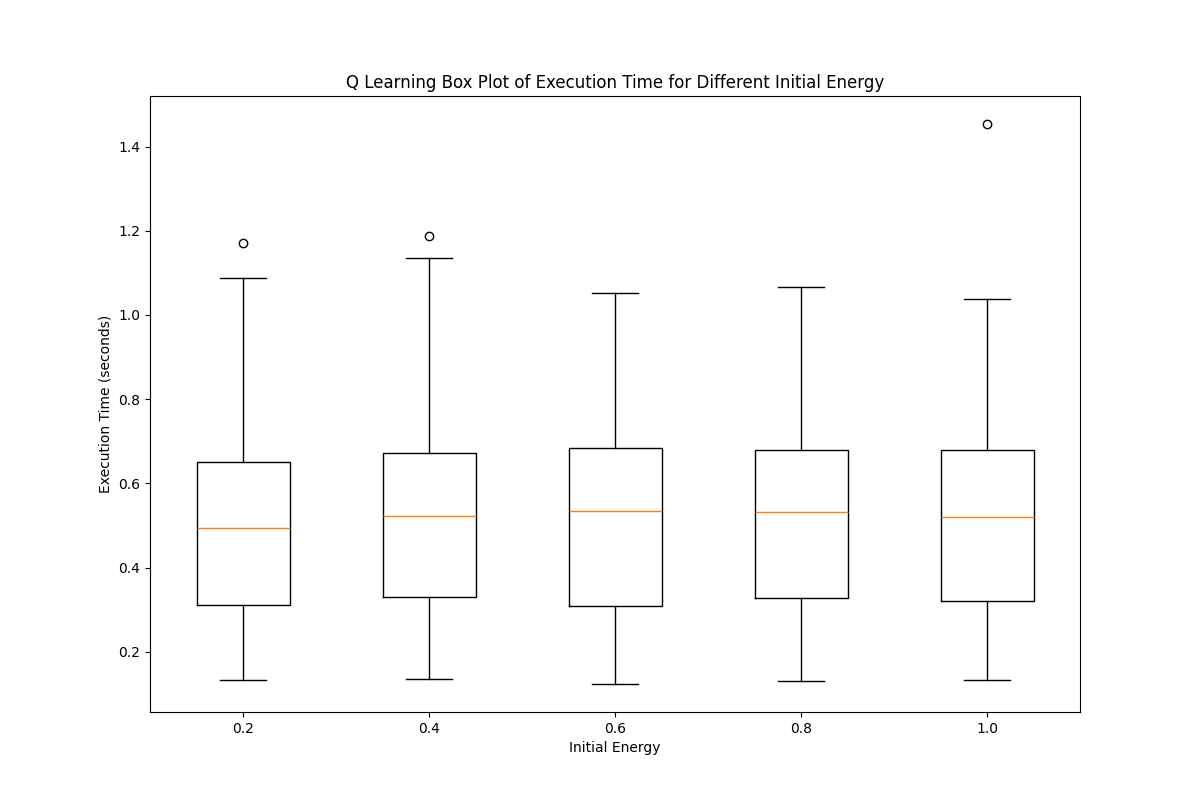 Q Learning Box Plot of Execution Time for Different Initial Energy
1.4
1.2
1.0
0.8
0.6
0.4
0.2
Execution Time (seconds)
0.2 0.4 0.6 0.8 1.0
Initial Energy